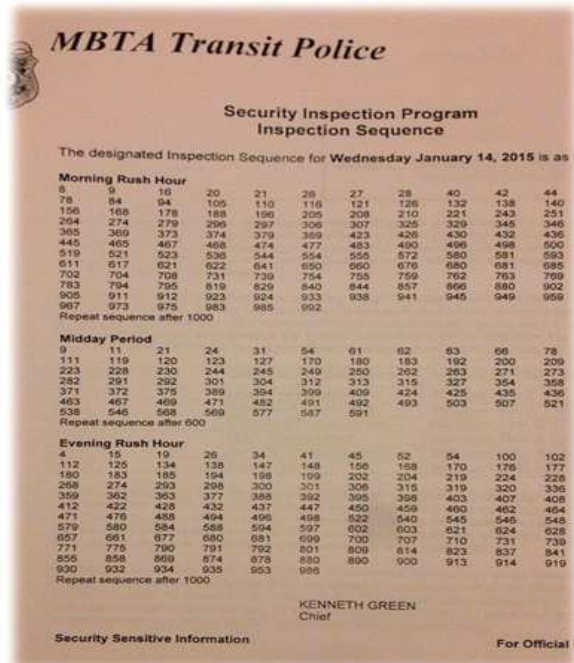 MBTA Transit Police
Security Inspection Program
Inspection Sequence
The designated Inspection Sequence for Wednesday January 14, 2015 is as
Morning Rush Hour
8 9 16 20 21 26 27 28 40 42 44
78 84 94 105 110 116 121 126 132 138 140
156 168 178 188 196 205 208 210 221 243 251
264 274 279 296 297 306 307 325 329 345 346
365 369 373 374 379 389 423 426 430 432 436
445 465 467 468 474 477 483 490 496 498 500
519 521 523 536 544 554 555 572 580 581 593
611 617 621 622 641 650 660 676 680 681 685
702 704 708 731 739 754 755 759 762 763 769
783 794 795 819 829 840 844 857 866 880 902
905 911 912 923 924 933 938 941 945 949 959
967 973 975 983 985 992
Repeat sequence after 1000
Midday Period
9 11 21 24 31 54 61 62 63 66 78
111 119 120 123 127 170 180 183 192 200 209
223 228 230 244 245 249 250 262 263 271 273
282 291 292 301 304 312 313 315 327 354 358
371 372 375 389 394 399 409 424 425 435 436
463 467 469 471 482 491 492 493 503 507 521
538 546 568 569 577 587 591
Repeat sequence after 600
Evening Rush Hour
4 15 19 26 34 41 45 52 54 100 102
112 125 134 138 147 148 156 168 170 176 177
180 183 185 194 198 199 202 204 219 224 228
268 274 293 298 300 301 306 315 319 320 336
359 362 363 377 388 392 395 398 403 407 408
412 422 428 432 437 447 450 459 460 462 464
471 476 488 494 496 498 522 540 545 546 548
579 580 584 588 594 597 602 603 621 624 628
657 661 677 680 681 699 700 707 710 731 739
771 775 790 791 792 801 809 814 823 837 841
855 858 869 874 878 880 890 900 913 914 919
930 932 934 935 953 986
Repeat sequence after 1000
KENNETH GREEN
Chief
Security Sensitive Information
For Official